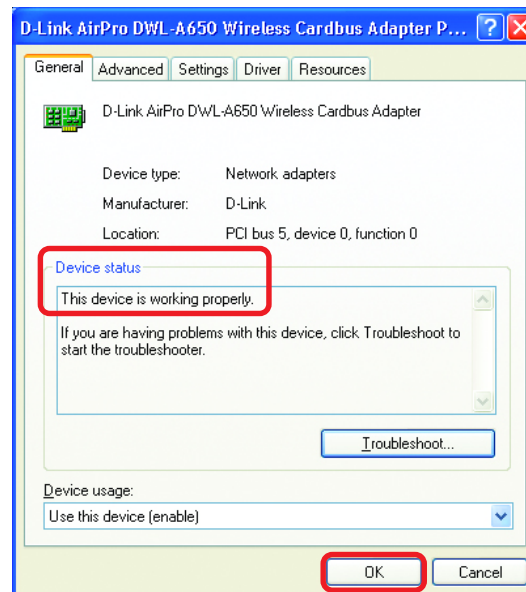 D-Link AirPro DWL-A650 Wireless Cardbus Adapter P...
General Advanced Settings Driver Resources
D-Link AirPro DWL-A650 Wireless Cardbus Adapter
Device type: Network adapters
Manufacturer: D-Link
Location: PCI bus 5, device 0, function 0
Device status
This device is working properly.
If you are having problems with this device, click Troubleshoot to
start the troubleshooter.
Troubleshoot...
Device usage:
Use this device (enable)
OK Cancel